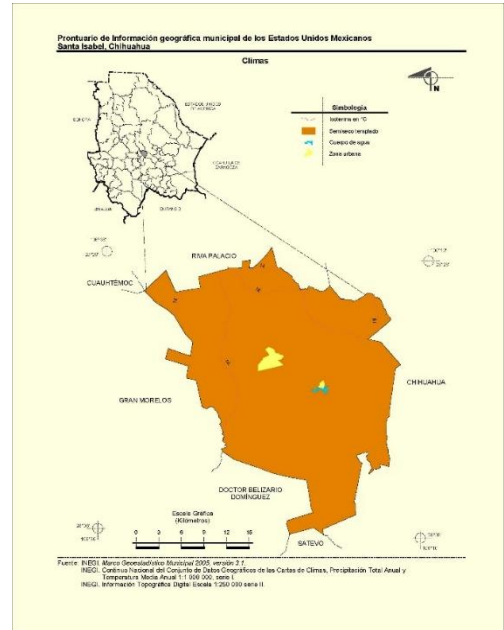 Prontuario de Información geográfica municipal de los Estados Unidos Mexicanos
Santa Isabel, Chihuahua
Climas
N
Simbología
Isoterma en °C
Semiseco templado
Cuerpo de agua
Zona urbana
SONORA
SINALOA
DURANGO
RIVA PALACIO
CUAUHTÉMOC
CHIHUAHUA
GRAN MORELOS
DOCTOR BELIZARIO
DOMÍNGUEZ
SATEVO
Escala Gráfica
(Kilómetros)
0 3 6 9 12 15
Fuente: INEGI. Marco Geoestadístico Municipal 2005, versión 3.1.
INEGI. Continuo Nacional del Conjunto de Datos Geográficos de las Cartas de Climas, Precipitación Total Anual y
Temperatura Media Anual 1:1 000 000, serie I.
INEGI. Información Topográfica Digital Escala 1:250 000 serie II.